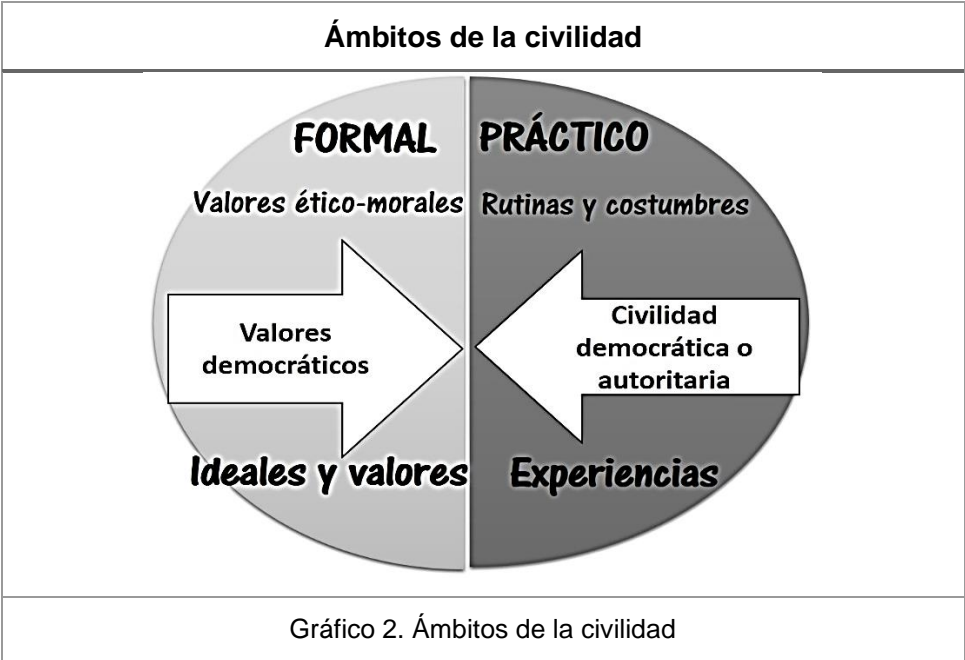 Ámbitos de la civilidad
FORMAL PRÁCTICO
Valores ético-morales Rutinas y costumbres
Valores
democráticos
Civilidad
democrática o
autoritaria
Ideales y valores Experiencias
Gráfico 2. Ámbitos de la civilidad